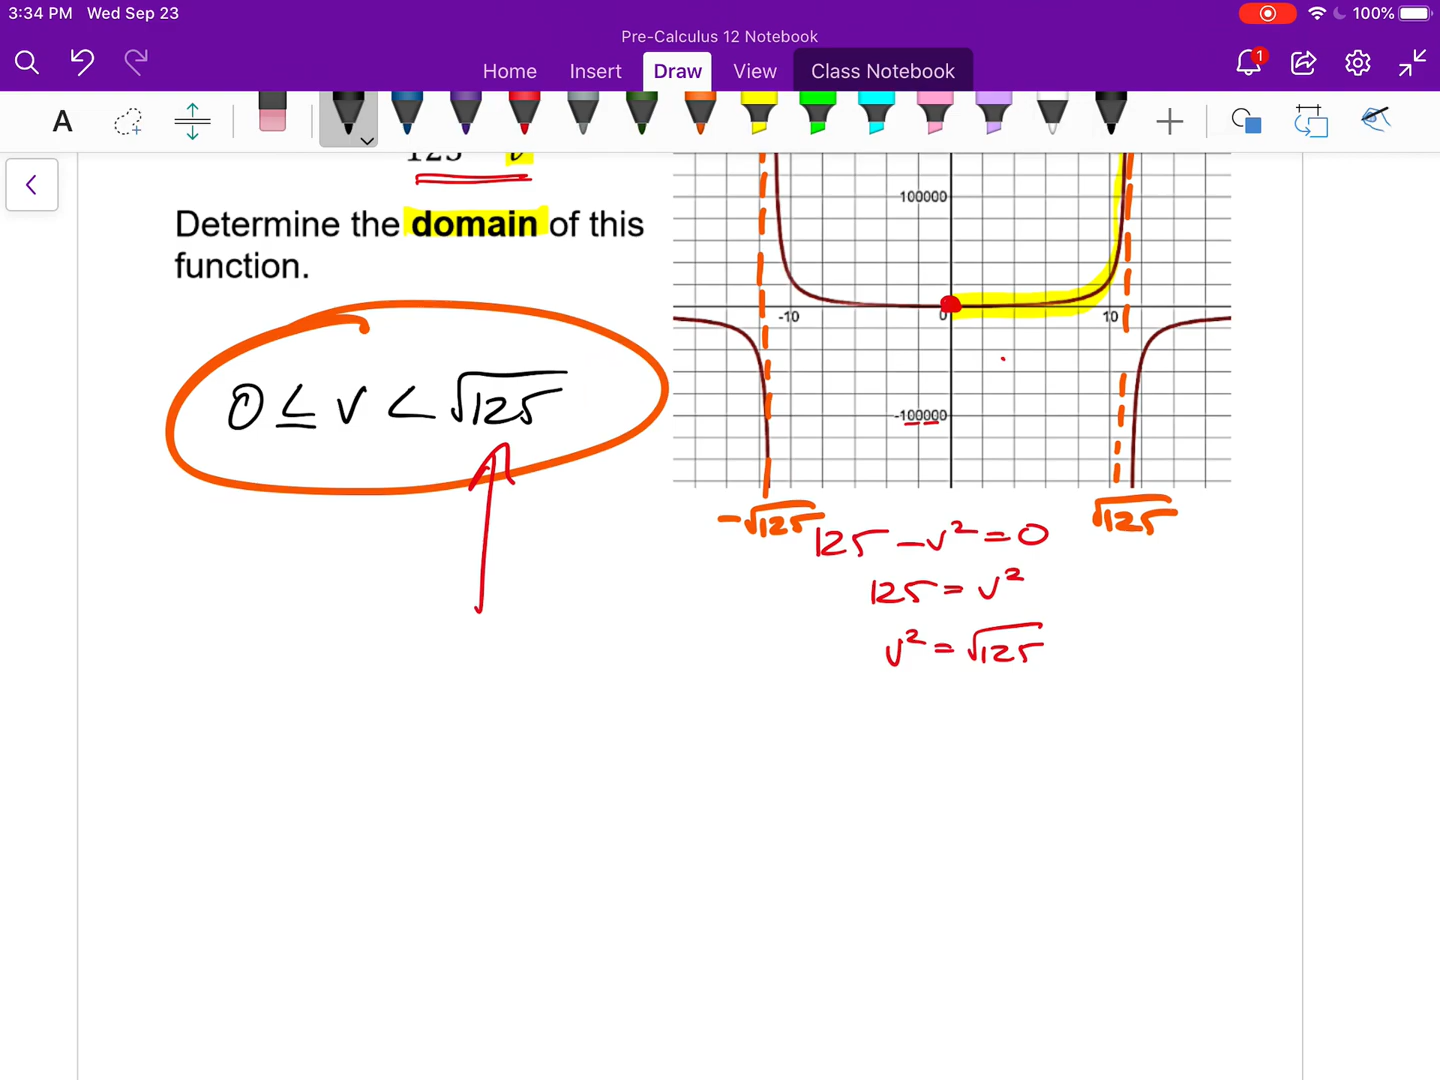 3:34 PM Wed Sep 23
100%
Pre-Calculus 12 Notebook
Home Insert Draw View Class Notebook
1
A
125
Determine the domain of this
function.
0 ≤ v < √125
100000
-10 0 10
-100000
-√125
√125
125 - v² = 0
125 = v²
v² = √125